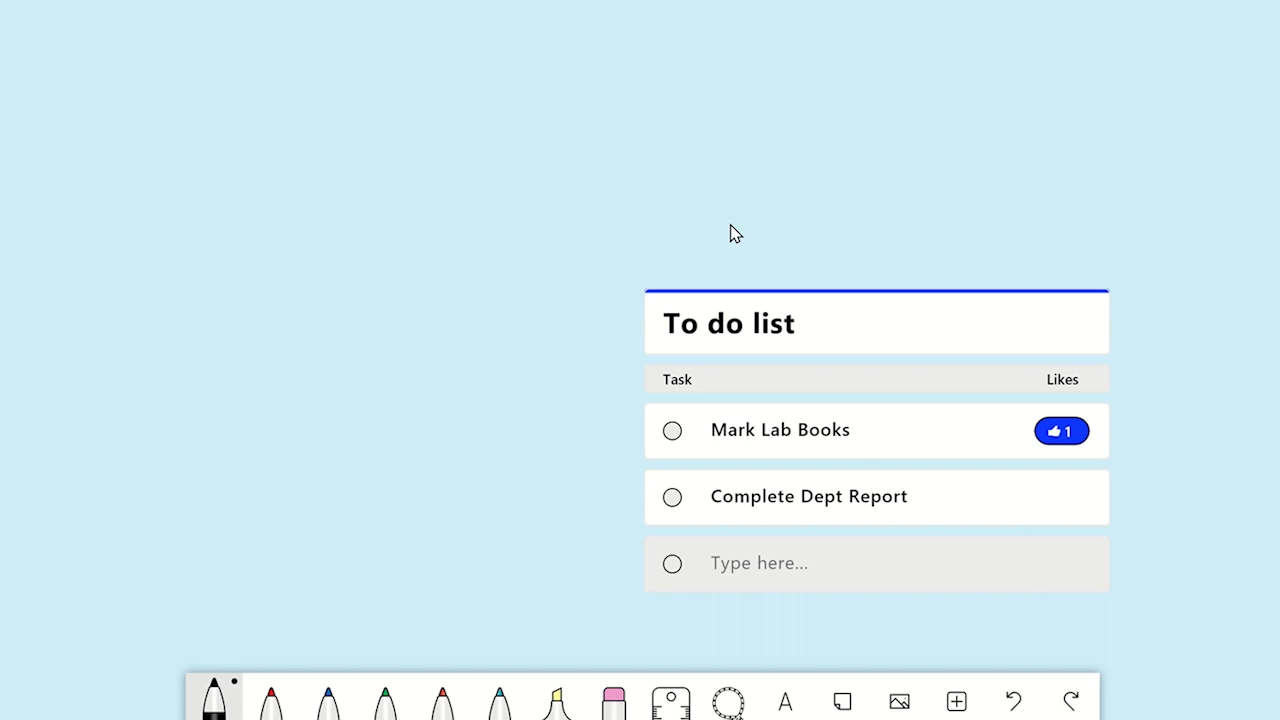 To do list
Task Likes
Mark Lab Books 1
Complete Dept Report
Type here...
A